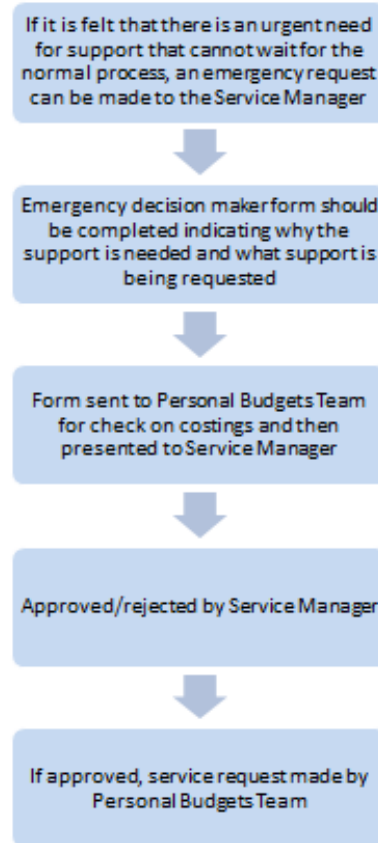 If it is felt that there is an urgent need
for support that cannot wait for the
normal process, an emergency request
can be made to the Service Manager
Emergency decision maker form should
be completed indicating why the
support is needed and what support is
being requested
Form sent to Personal Budgets Team
for check on costings and then
presented to Service Manager
Approved/rejected by Service Manager
If approved, service request made by
Personal Budgets Team